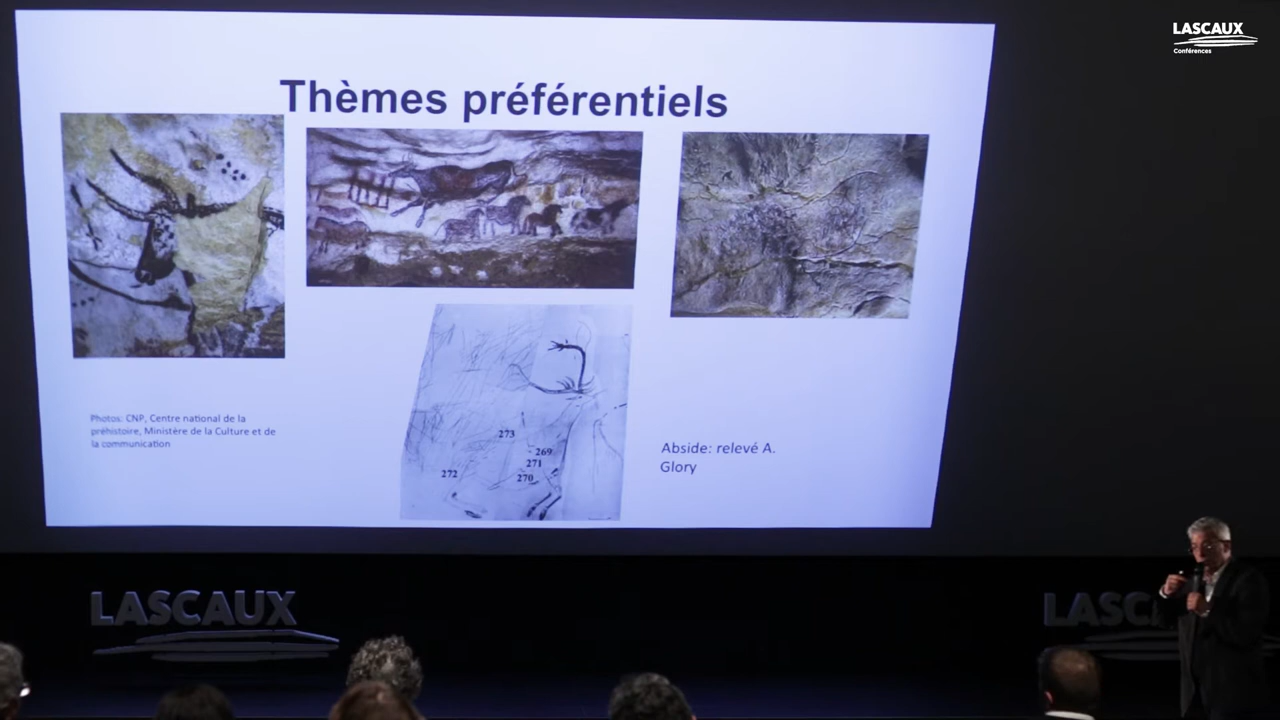 LASCAUX
Conférences
Thèmes préférentiels
Photos: CNP, Centre national de la
préhistoire, Ministère de la Culture et de
la communication
273
269
271
272
270
Abside: relevé A.
Glory
LASCAUX
LASC